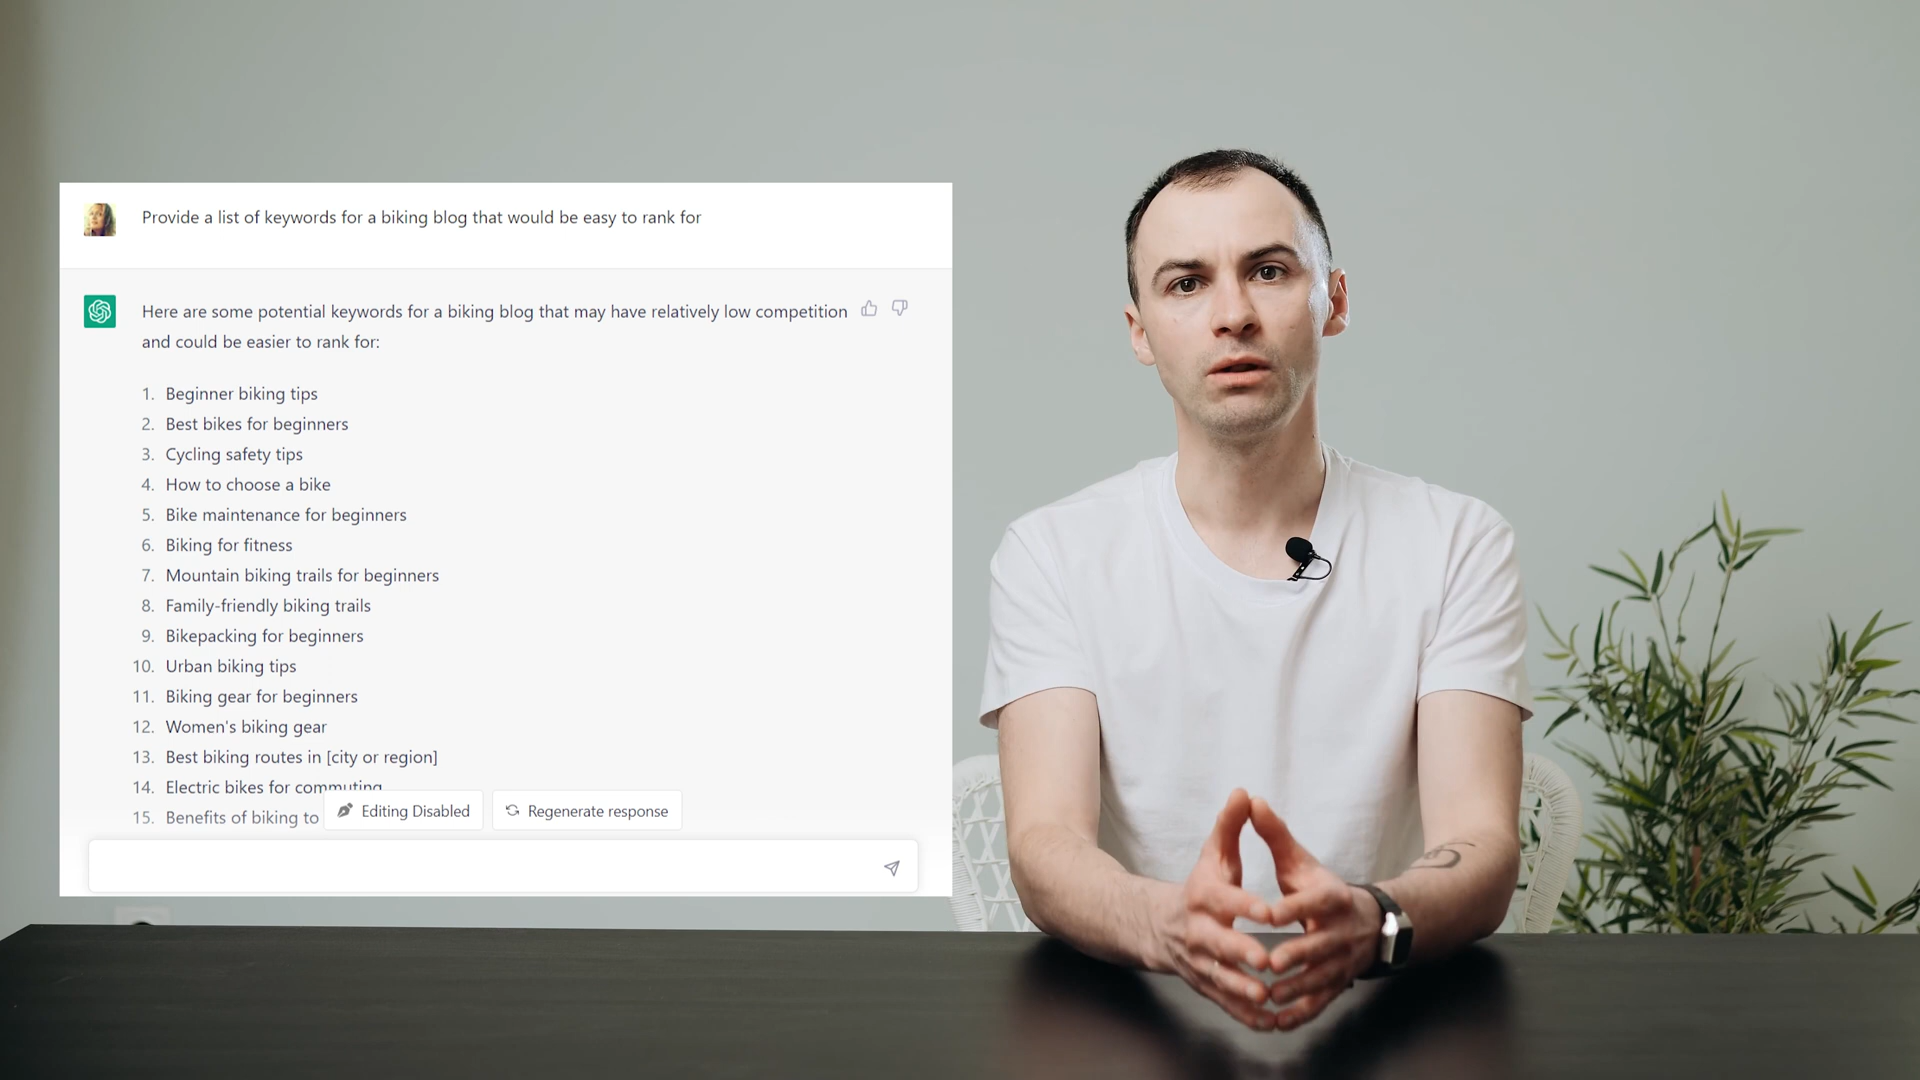 Provide a list of keywords for a biking blog that would be easy to rank for
Here are some potential keywords for a biking blog that may have relatively low competition
and could be easier to rank for:
1. Beginner biking tips
2. Best bikes for beginners
3. Cycling safety tips
4. How to choose a bike
5. Bike maintenance for beginners
6. Biking for fitness
7. Mountain biking trails for beginners
8. Family-friendly biking trails
9. Bikepacking for beginners
10. Urban biking tips
11. Biking gear for beginners
12. Women's biking gear
13. Best biking routes in [city or region]
14. Electric bikes for commuting
15. Benefits of biking to
Editing Disabled
Regenerate response